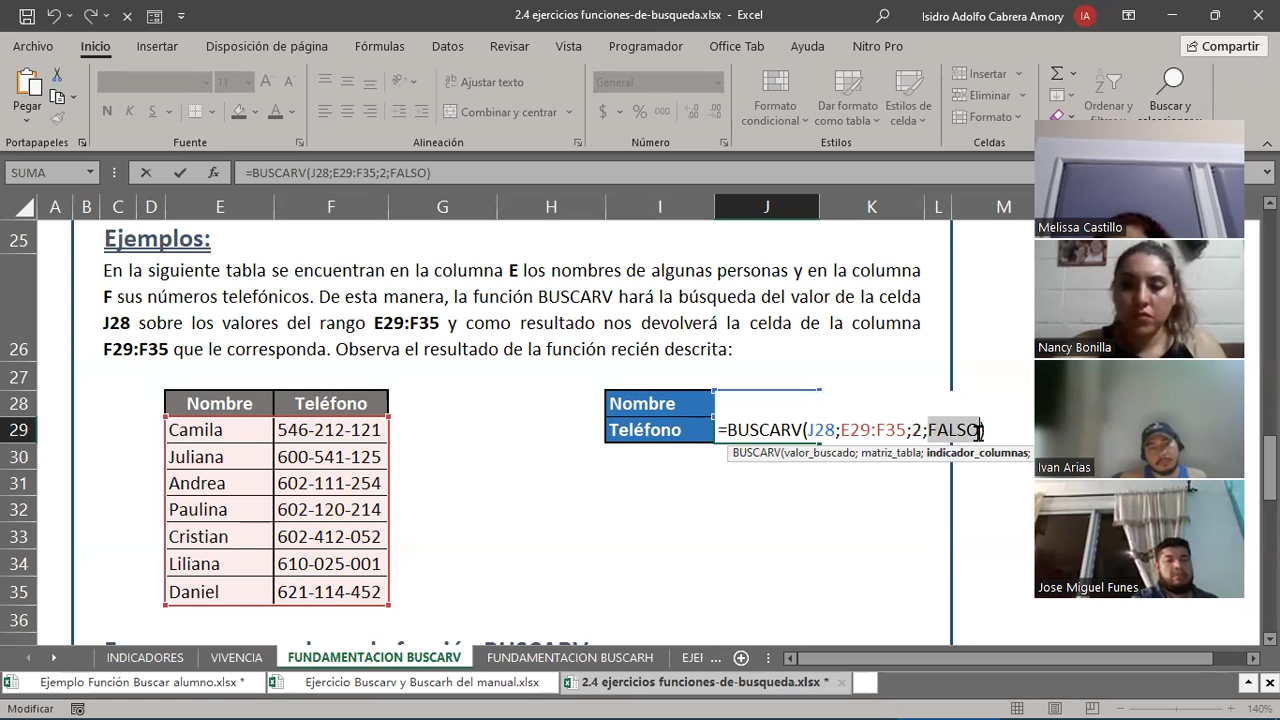 2.4 ejercicios funciones-de-busqueda.xlsx - Excel
Isidro Adolfo Cabrera Amory
IA
Archivo Inicio Insertar Disposición de página Fórmulas Datos Revisar Vista Programador Office Tab Ayuda Nitro Pro Compartir
Pegar
11
N K S
Ajustar texto
Combinar y centrar
General
$ % 000
Formato condicional
Dar formato como tabla
Estilos de celda
Insertar
Eliminar
Formato
Ordenar y
Buscar y
Portapapeles Fuente Alineación Número Estilos Celdas
SUMA =BUSCARV(J28;E29:F35;2;FALSO)
A B C D E F G H I J K L M
25 Ejemplos:
En la siguiente tabla se encuentran en la columna E los nombres de algunas personas y en la columna
F sus números telefónicos. De esta manera, la función BUSCARV hará la búsqueda del valor de la celda
J28 sobre los valores del rango E29:F35 y como resultado nos devolverá la celda de la columna
26 F29:F35 que le corresponda. Observa el resultado de la función recién descrita:
27
28 Nombre Teléfono Nombre
29 Camila 546-212-121 Teléfono =BUSCARV(J28;E29:F35;2;FALSO)
BUSCARV(valor_buscado; matriz_tabla; indicador_columnas;
30 Juliana 600-541-125
31 Andrea 602-111-254
32 Paulina 602-120-214
33 Cristian 602-412-052
34 Liliana 610-025-001
35 Daniel 621-114-452
36
Melissa Castillo
Nancy Bonilla
Ivan Arias
Jose Miguel Funes
INDICADORES VIVENCIA FUNDAMENTACION BUSCARV FUNDAMENTACION BUSCARH EJEI ...
Ejemplo Función Buscar alumno.xlsx * Ejercicio Buscarv y Buscarh del manual.xlsx 2.4 ejercicios funciones-de-busqueda.xlsx *
Modificar 140%